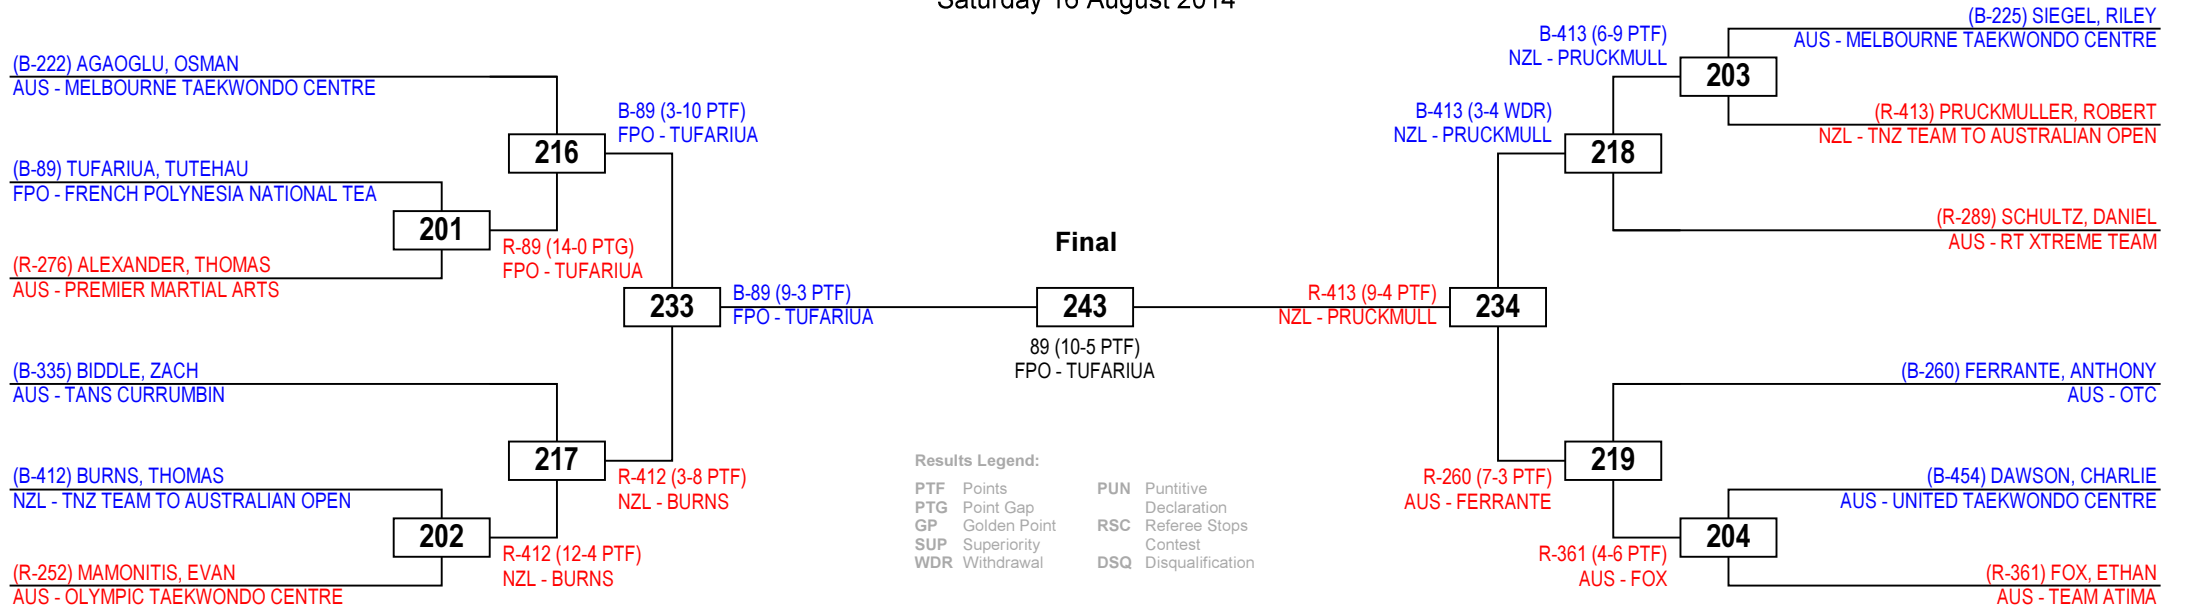 Saturday 16 August 2014
(B-222) AGAOGLU, OSMAN
AUS - MELBOURNE TAEKWONDO CENTRE
(B-89) TUFARIUA, TUTEHAU
FPO - FRENCH POLYNESIA NATIONAL TEA
(R-276) ALEXANDER, THOMAS
AUS - PREMIER MARTIAL ARTS
(B-335) BIDDLE, ZACH
AUS - TANS CURRUMBIN
(B-412) BURNS, THOMAS
NZL - TNZ TEAM TO AUSTRALIAN OPEN
(R-252) MAMONITIS, EVAN
AUS - OLYMPIC TAEKWONDO CENTRE
201
R-89 (14-0 PTG)
FPO - TUFARIUA
202
R-412 (12-4 PTF)
NZL - BURNS
216
B-89 (3-10 PTF)
FPO - TUFARIUA
217
R-412 (3-8 PTF)
NZL - BURNS
233
B-89 (9-3 PTF)
FPO - TUFARIUA
Final
243
89 (10-5 PTF)
FPO - TUFARIUA
Results Legend:
PTF Points
PTG Point Gap
GP Golden Point
SUP Superiority
WDR Withdrawal
PUN Puntitive
Declaration
RSC Referee Stops
Contest
DSQ Disqualification
R-413 (9-4 PTF)
NZL - PRUCKMULL
234
B-413 (3-4 WDR)
NZL - PRUCKMULL
218
R-260 (7-3 PTF)
AUS - FERRANTE
219
B-413 (6-9 PTF)
NZL - PRUCKMULL
203
R-361 (4-6 PTF)
AUS - FOX
204
(B-225) SIEGEL, RILEY
AUS - MELBOURNE TAEKWONDO CENTRE
(R-413) PRUCKMULLER, ROBERT
NZL - TNZ TEAM TO AUSTRALIAN OPEN
(R-289) SCHULTZ, DANIEL
AUS - RT XTREME TEAM
(B-260) FERRANTE, ANTHONY
AUS - OTC
(B-454) DAWSON, CHARLIE
AUS - UNITED TAEKWONDO CENTRE
(R-361) FOX, ETHAN
AUS - TEAM ATIMA